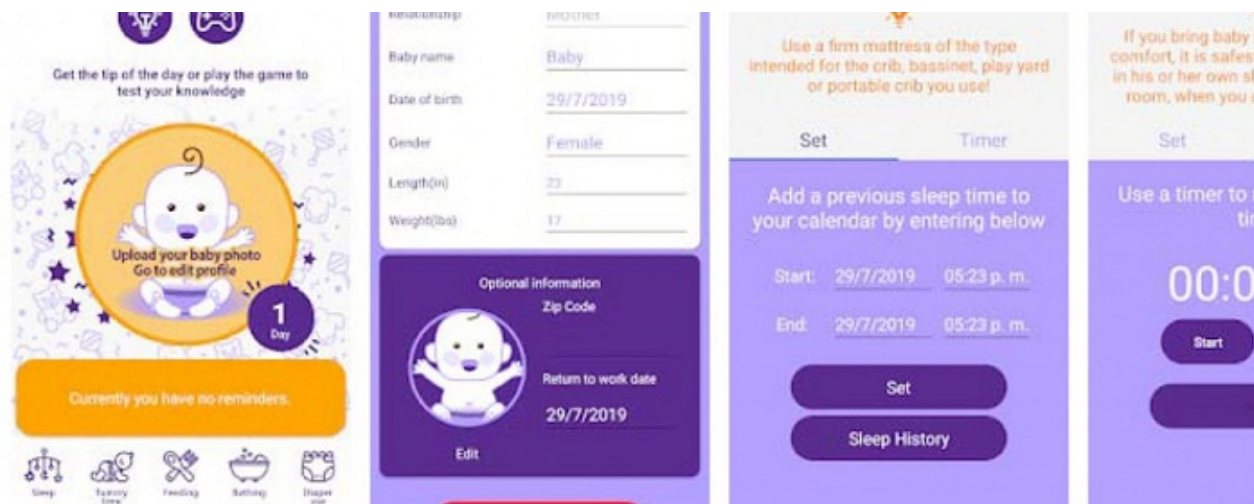 Get the tip of the day or play the game to
test your knowledge
Upload your baby photo
Go to edit profile
1
Day
Currently you have no reminders.
Sleep
Tummy
time
Feeding
Bathing
Diaper
use
Relationship
Mother
Baby name
Baby
Date of birth
29/7/2019
Gender
Female
Length(in)
23
Weight(lbs)
17
Optional information
Zip Code
Return to work date
29/7/2019
Edit
Use a firm mattress of the type
intended for the crib, bassinet, play yard
or portable crib you use!
Set
Timer
Add a previous sleep time to
your calendar by entering below
Start: 29/7/2019 05:23 p. m.
End: 29/7/2019 05:23 p. m.
Set
Sleep History
If you bring baby
comfort, it is safest
in his or her own
room, when you
Set
Use a timer to
00:0
Start